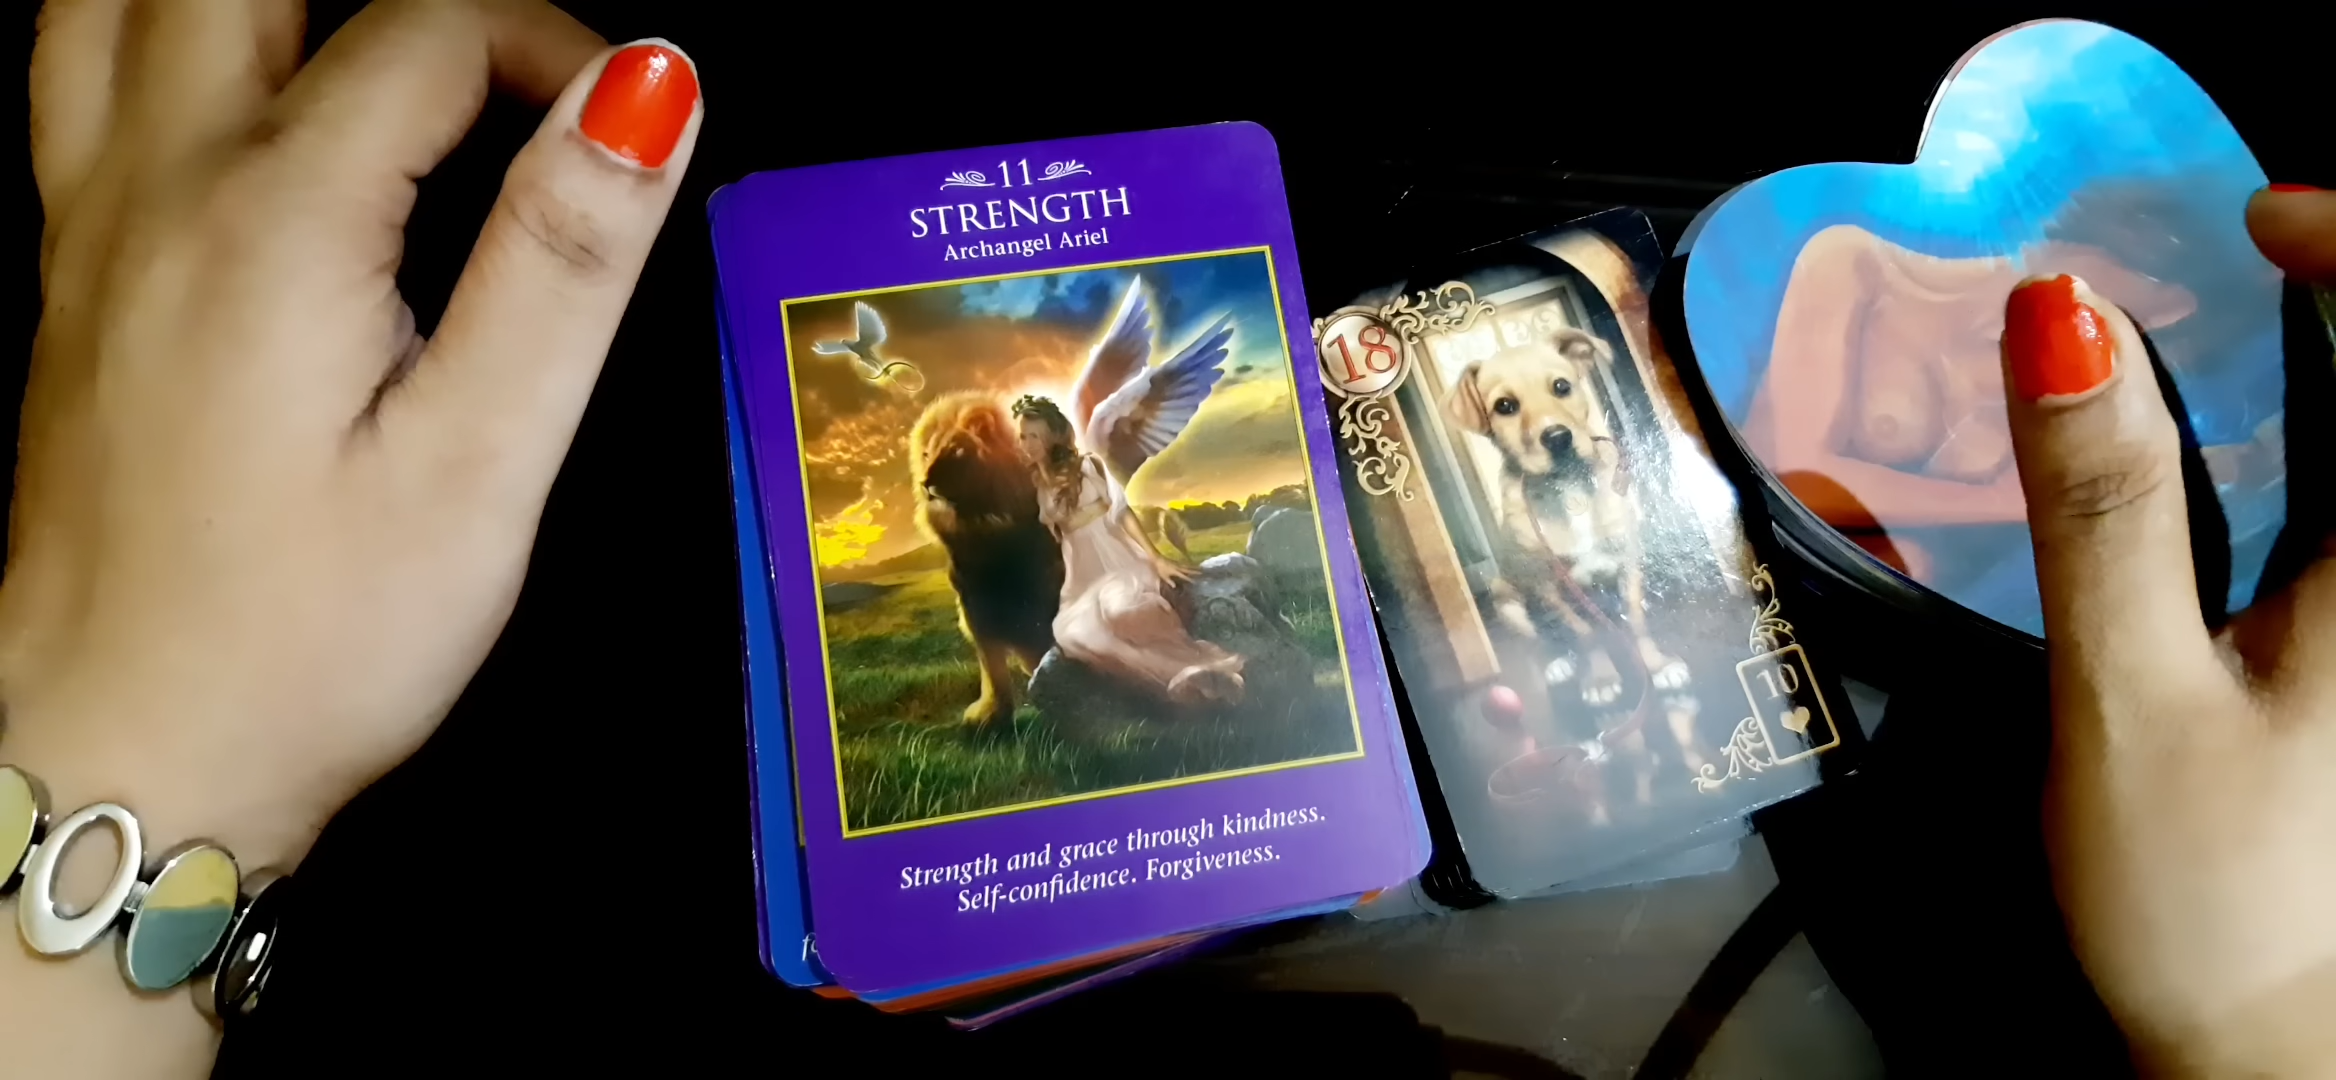 11
STRENGTH
Archangel Ariel
Strength and grace through kindness.
Self-confidence. Forgiveness.
18
10